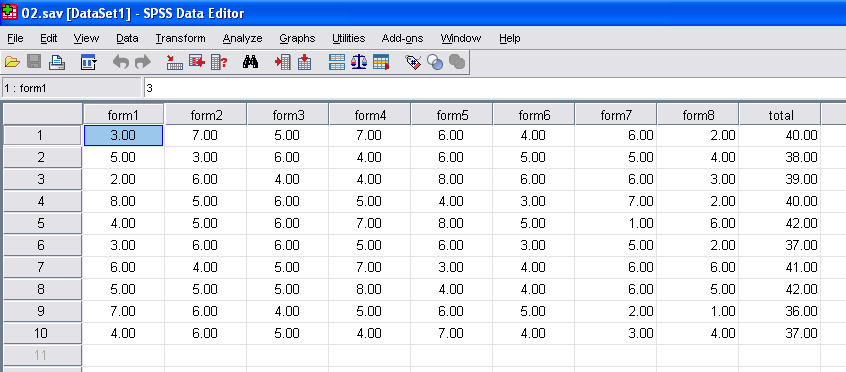 02.sav [DataSet1] - SPSS Data Editor
File Edit View Data Transform Analyze Graphs Utilities Add-ons Window Help
1 : form1 3
form1 form2 form3 form4 form5 form6 form7 form8 total
1 3.00 7.00 5.00 7.00 6.00 4.00 6.00 2.00 40.00
2 5.00 3.00 6.00 4.00 6.00 5.00 5.00 4.00 38.00
3 2.00 6.00 4.00 4.00 8.00 6.00 6.00 3.00 39.00
4 8.00 5.00 6.00 5.00 4.00 3.00 7.00 2.00 40.00
5 4.00 5.00 6.00 7.00 8.00 5.00 1.00 6.00 42.00
6 3.00 6.00 6.00 5.00 6.00 3.00 5.00 2.00 37.00
7 6.00 4.00 5.00 7.00 3.00 4.00 6.00 6.00 41.00
8 5.00 5.00 5.00 8.00 4.00 4.00 6.00 5.00 42.00
9 7.00 6.00 4.00 5.00 6.00 5.00 2.00 1.00 36.00
10 4.00 6.00 5.00 4.00 7.00 4.00 3.00 4.00 37.00
11